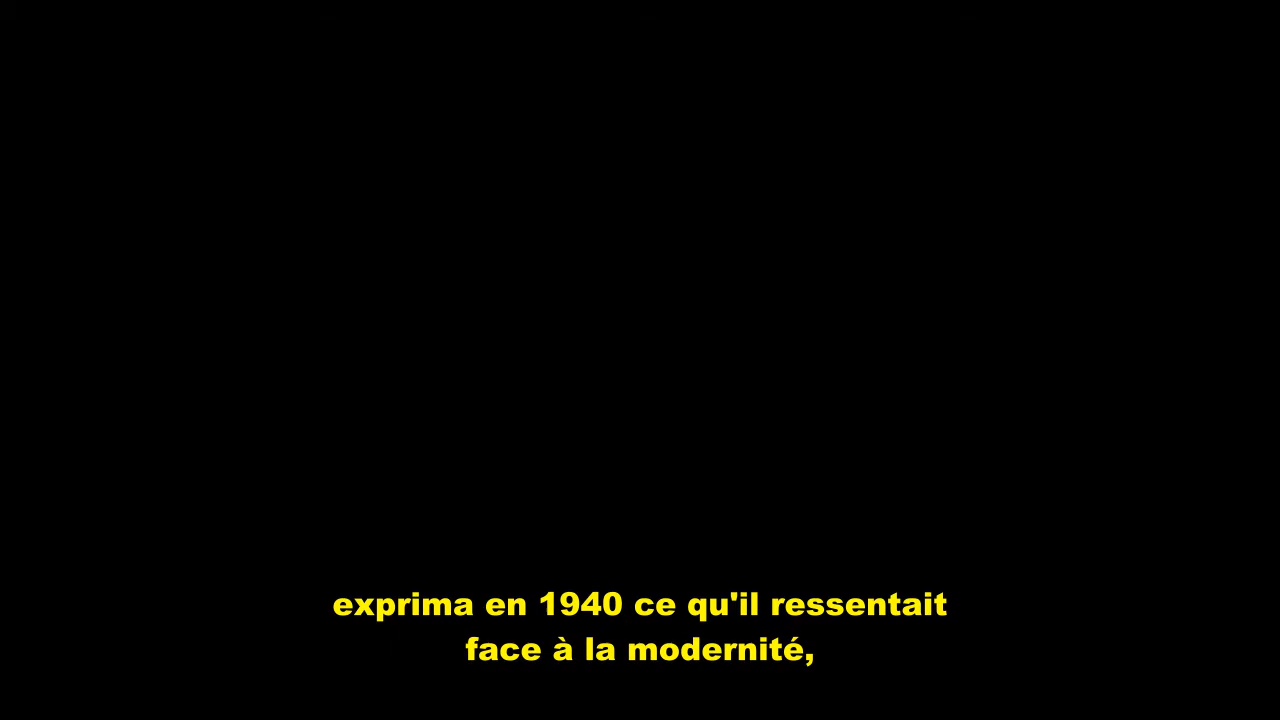 exprima en 1940 ce qu'il ressentait
face à la modernité,